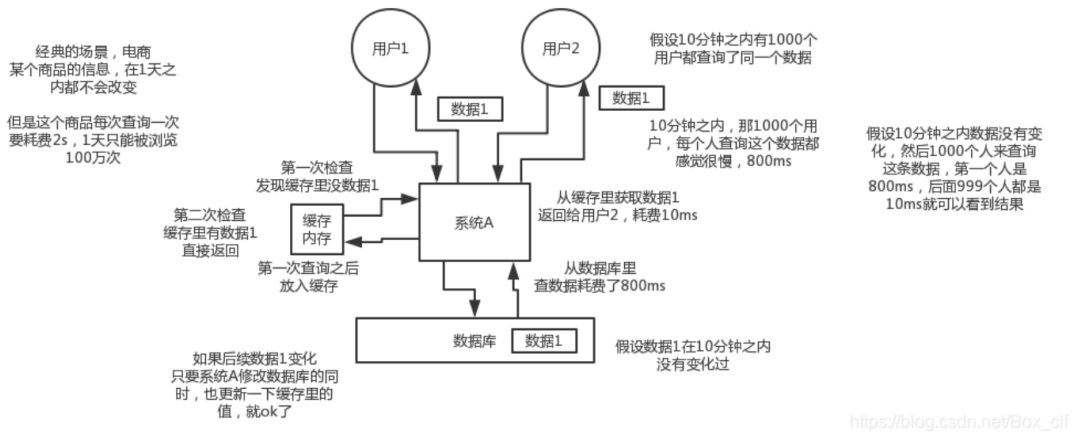 经典的场景，电商
某个商品的信息，在1天之
内都不会改变
但是这个商品每次查询一次
要耗费2s，1天只能被浏览
100万次
用户1
用户2
假设10分钟之内有1000个
用户都查询了同一个数据
数据1
数据1
10分钟之内，那1000个用
户，每个人查询这个数据都
感觉很慢，800ms
假设10分钟之内数据没有变
化，然后1000个人来查询
这条数据，第一个人是
800ms，后面999个人都是
10ms就可以看到结果
第一次检查
发现缓存里没数据1
第二次检查
缓存里有数据1
直接返回
缓存
内存
系统A
从缓存里获取数据1
返回给用户2，耗费10ms
第一次查询之后
放入缓存
从数据库里
查数据耗费了800ms
数据库
数据1
假设数据1在10分钟之内
没有变化过
如果后续数据1变化
只要系统A修改数据库的同
时，也更新一下缓存里的
值，就ok了
https://blog.csdn.net/Box_clf